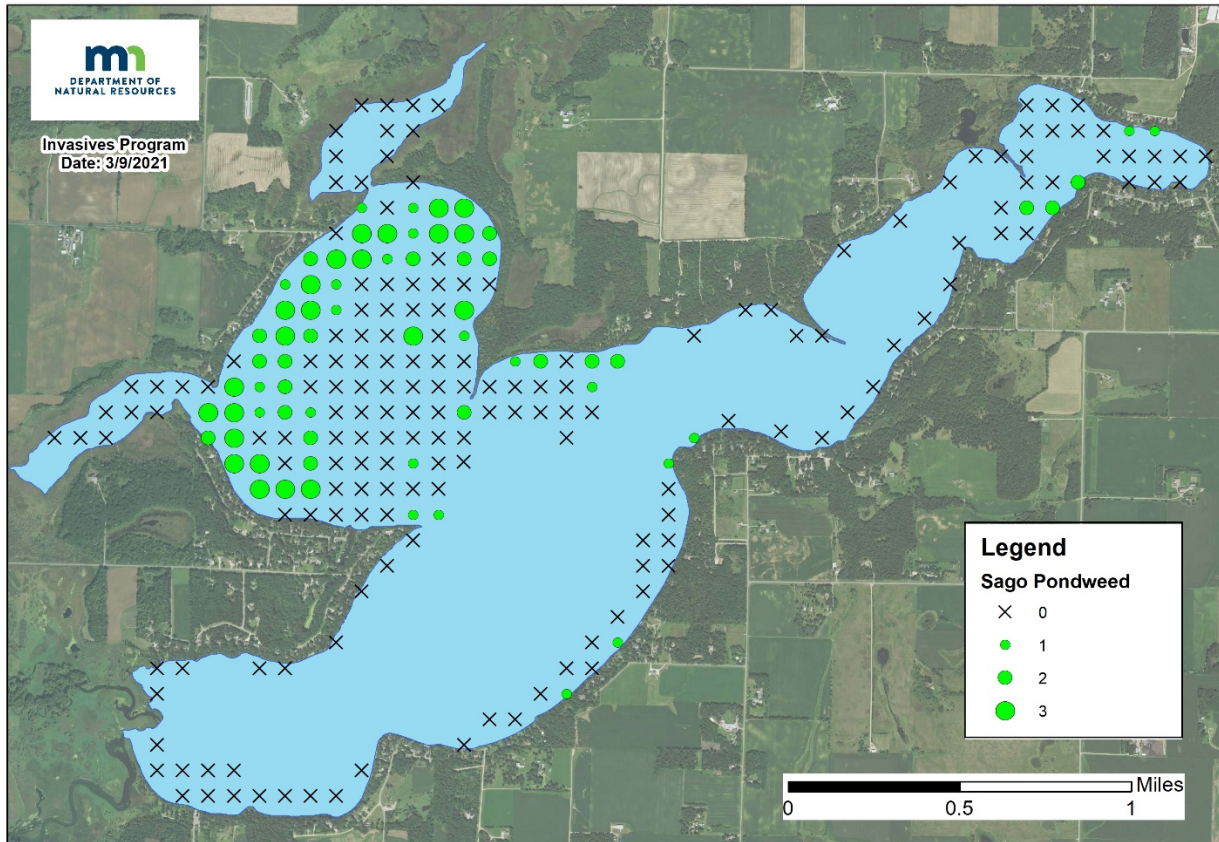 mn
DEPARTMENT OF
NATURAL RESOURCES
Invasives Program
Date: 3/9/2021
Legend
Sago Pondweed
0
1
2
3
Miles
0
0.5
1